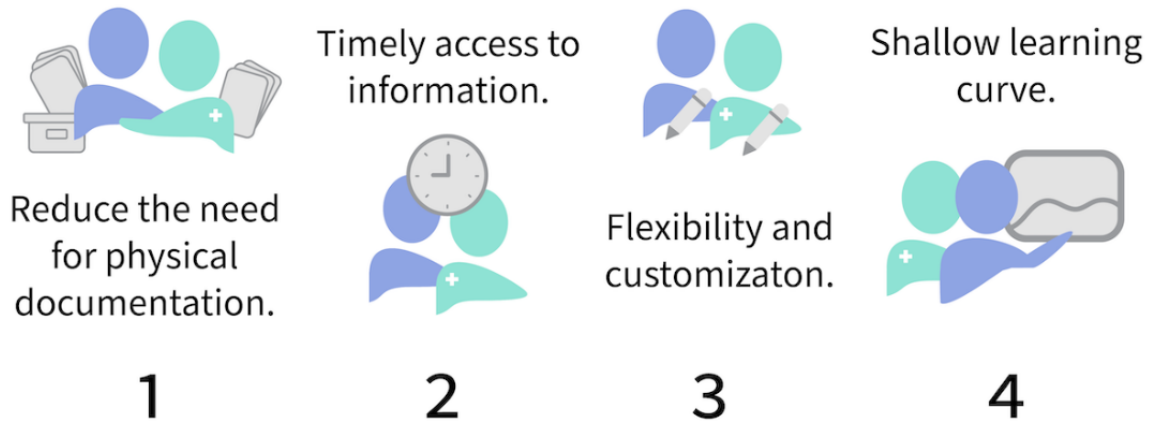 Reduce the need
for physical
documentation.
1
Timely access to
information.
2
Flexibility and
customizaton.
3
Shallow learning
curve.
4